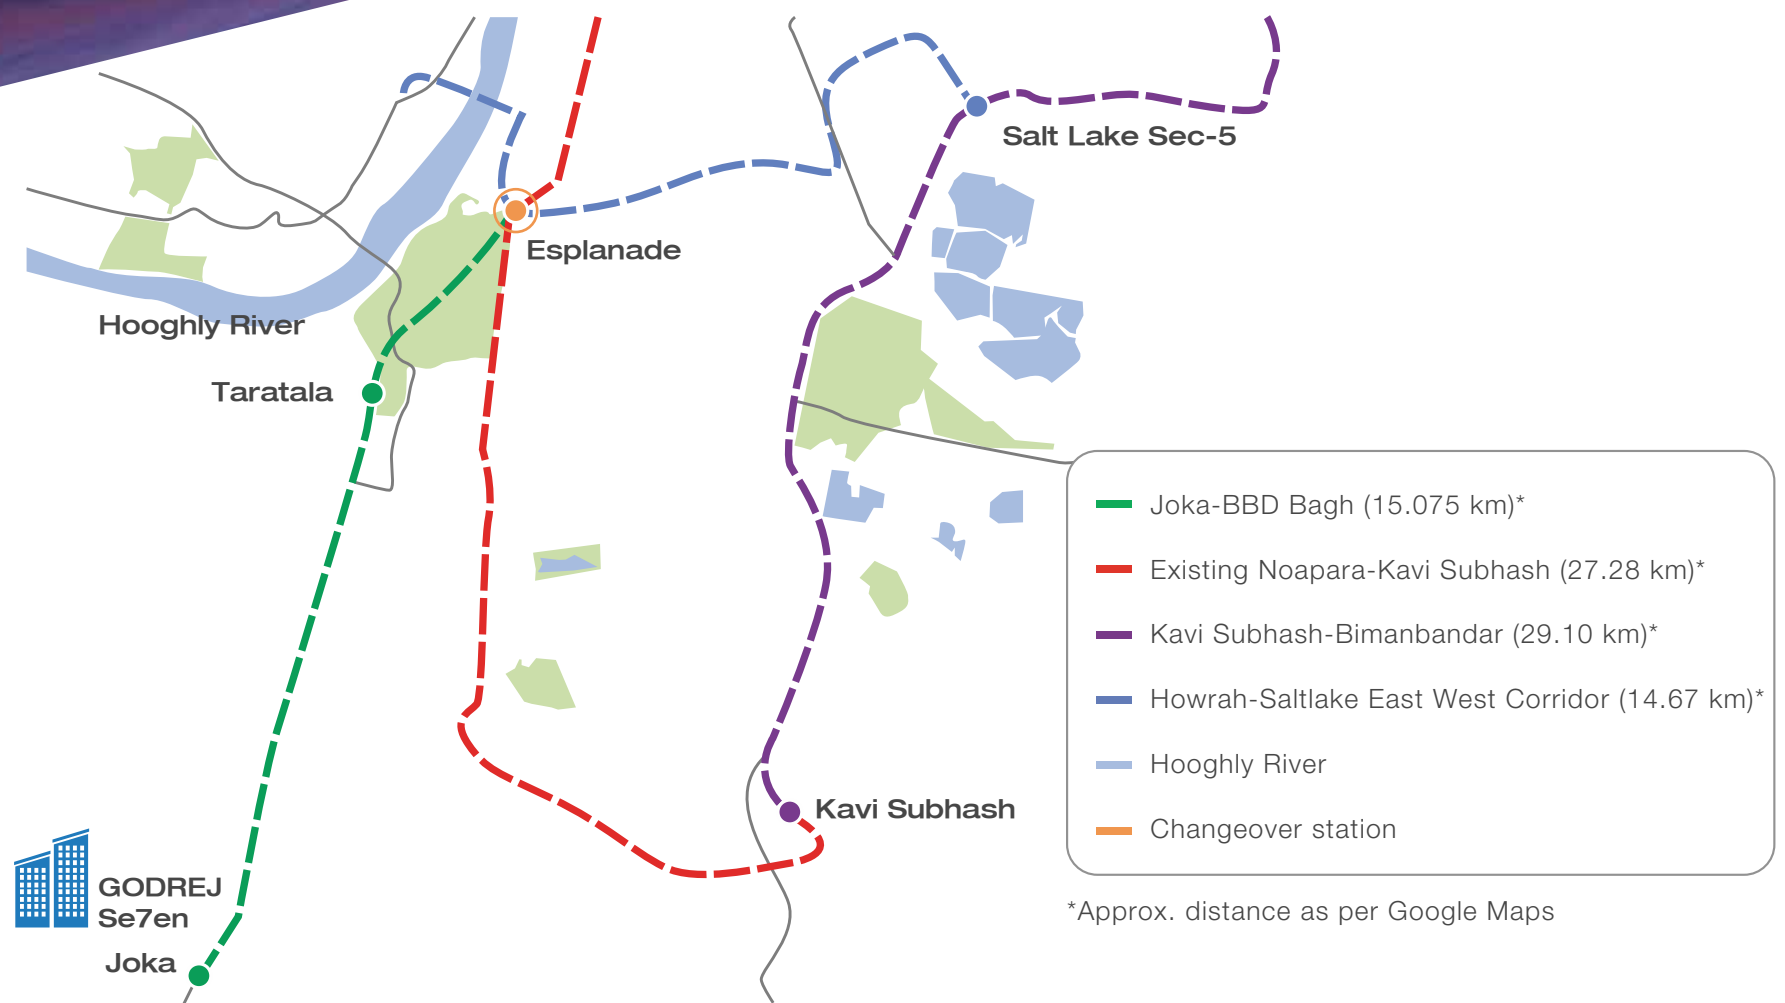 Salt Lake Sec-5
Esplanade
Hooghly River
Taratala
Kavi Subhash
GODREJ
Se7en
Joka
Joka-BBD Bagh (15.075 km)*
Existing Noapara-Kavi Subhash (27.28 km)*
Kavi Subhash-Bimanbandar (29.10 km)*
Howrah-Saltlake East West Corridor (14.67 km)*
Hooghly River
Changeover station
*Approx. distance as per Google Maps